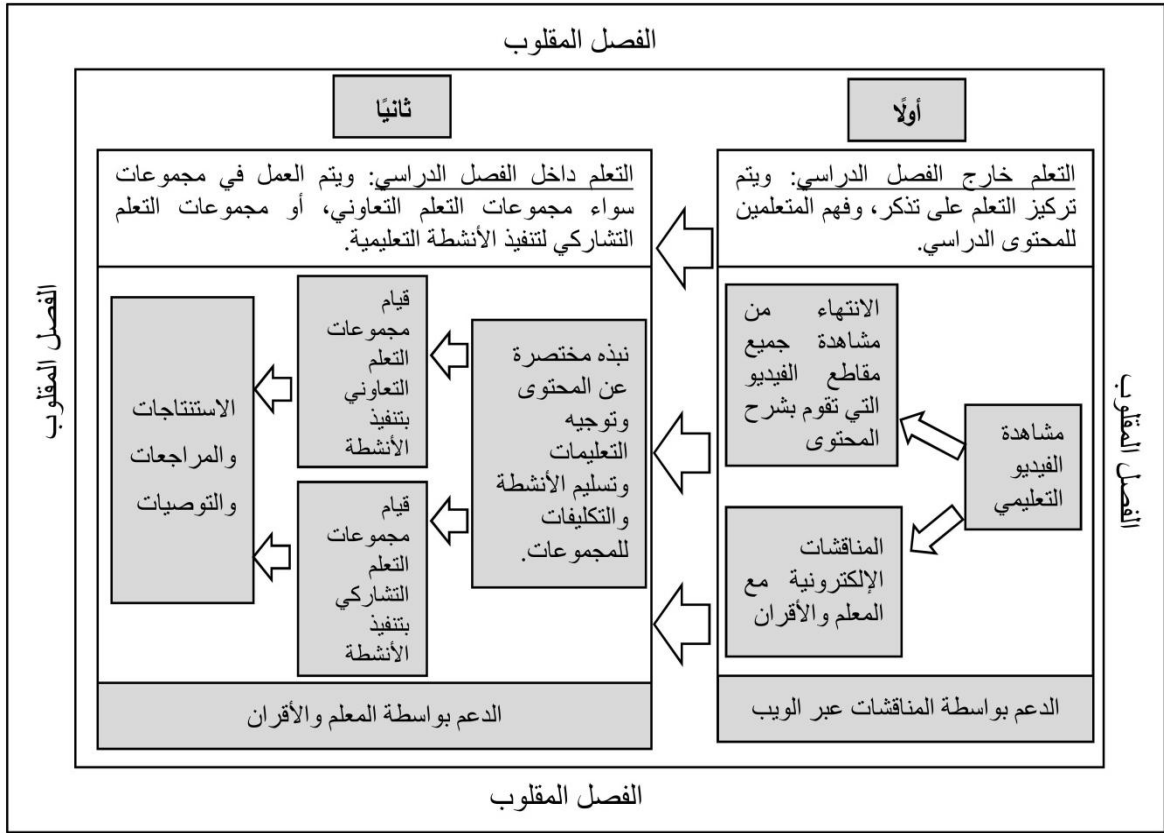 الفصل المقلوب
أولًا
التعلم خارج الفصل الدراسي: ويتم
تركيز التعلم على تذكر، وفهم المتعلمين
للمحتوى الدراسي.
مشاهدة
الفيديو
التعليمي
الانتهاء من
مشاهدة جميع
مقاطع الفيديو
التي تقوم بشرح
المحتوى
المناقشات
الإلكترونية مع
المعلم والأقران
الدعم بواسطة المناقشات عبر الويب
ثانيًا
التعلم داخل الفصل الدراسي: ويتم العمل في مجموعات
سواء مجموعات التعلم التعاوني، أو مجموعات التعلم
التشاركي لتنفيذ الأنشطة التعليمية.
نبذه مختصرة
عن المحتوى
وتوجيه
التعليمات
وتسليم الأنشطة
والتكليفات
للمجموعات.
قيام
مجموعات
التعلم
التعاوني
بتنفيذ
الأنشطة
قيام
مجموعات
التعلم
التشاركي
بتنفيذ
الأنشطة
الاستنتاجات
والمراجعات
والتوصيات
الدعم بواسطة المعلم والأقران
الفصل المقلوب
الفصل المقلوب
الفصل المقلوب